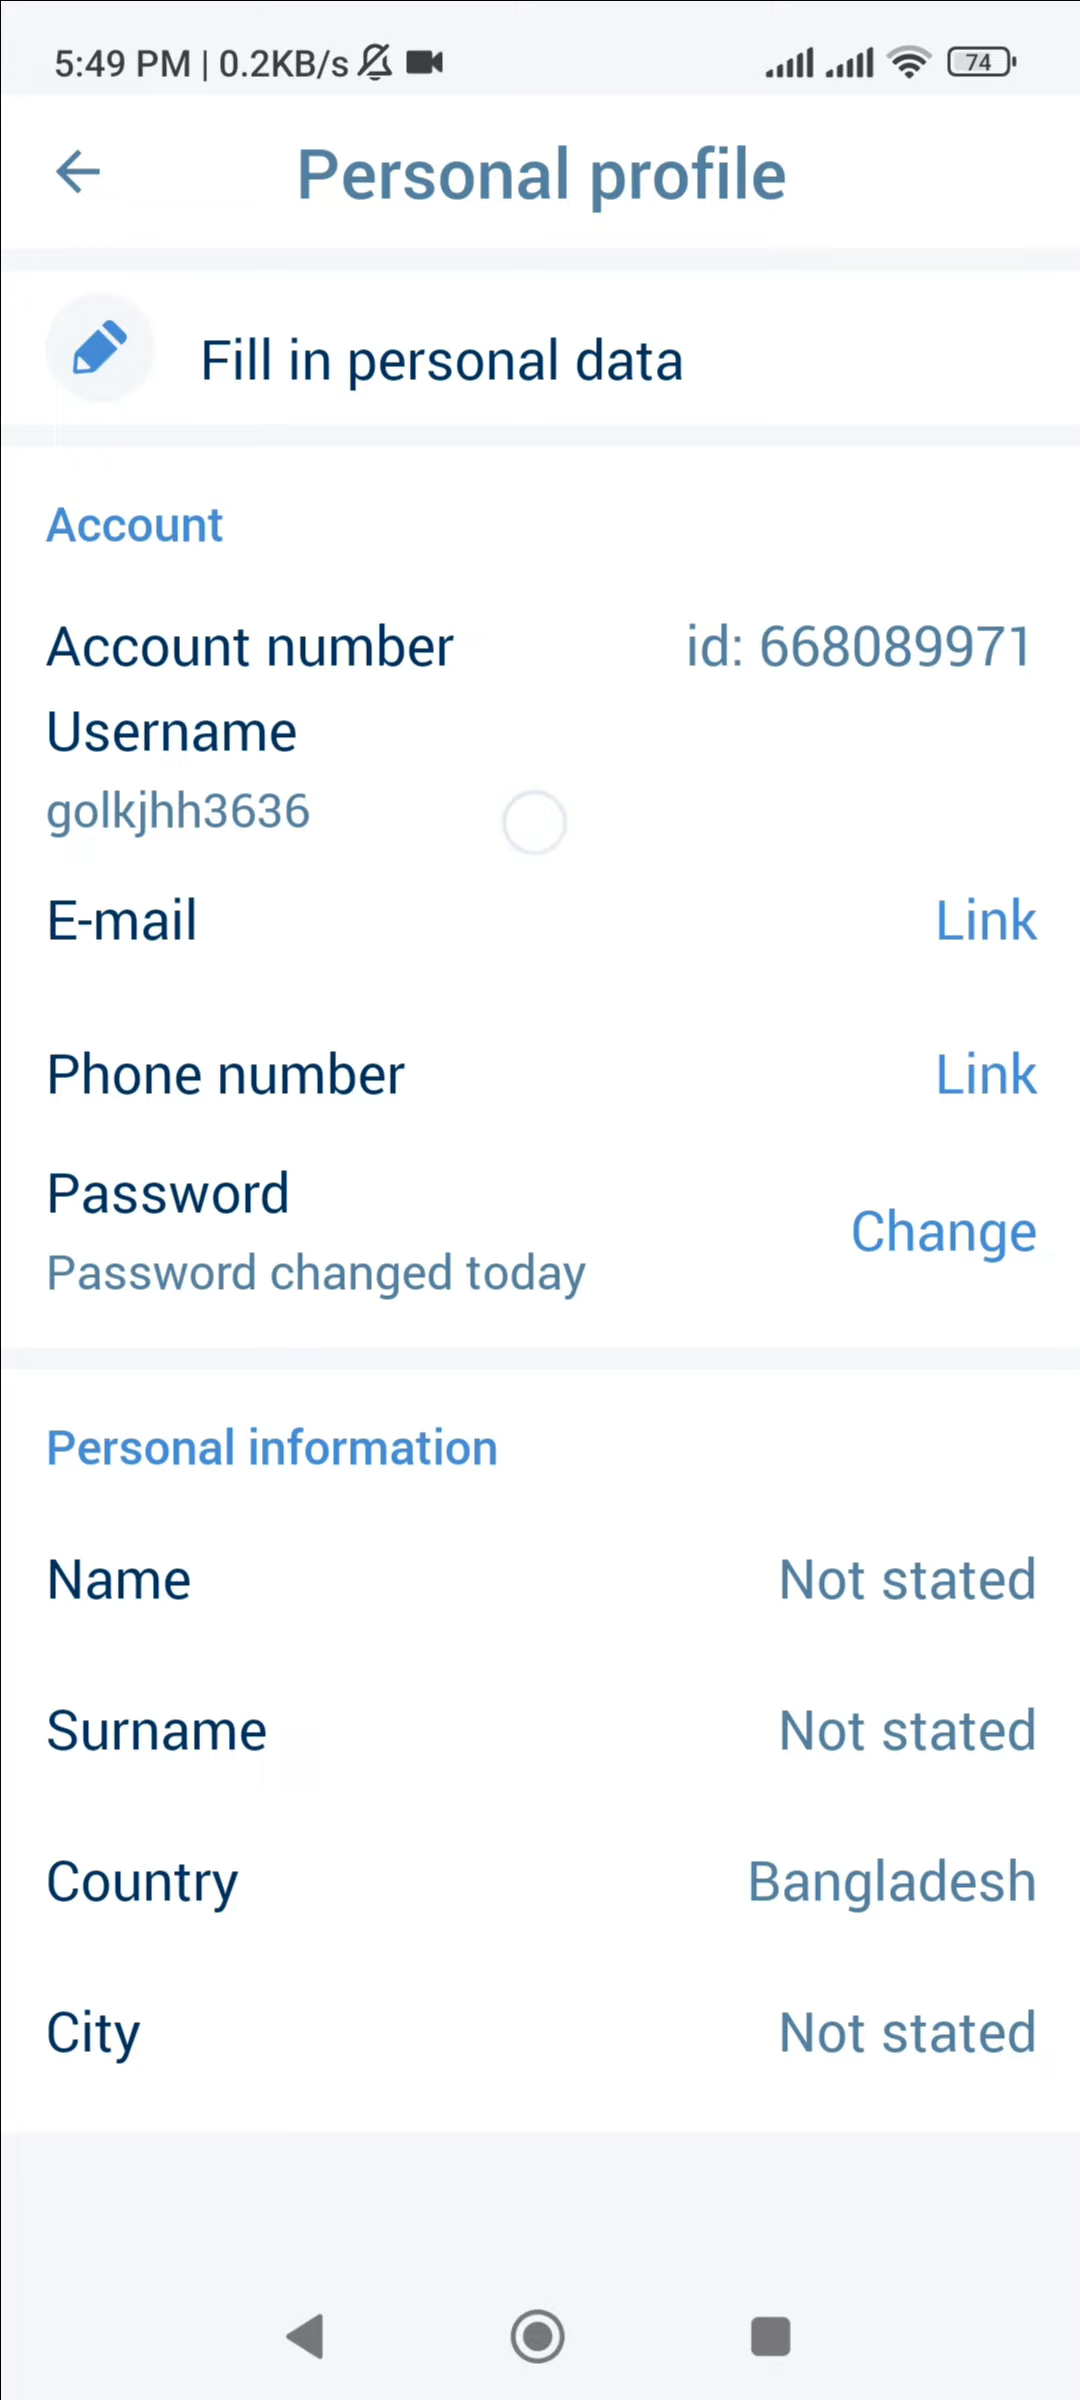 5:49 PM | 0.2KB/s
74
Personal profile
Fill in personal data
Account
Account number id: 668089971
Username
golkjhh3636
E-mail Link
Phone number Link
Password
Change
Password changed today
Personal information
Name Not stated
Surname Not stated
Country Bangladesh
City Not stated